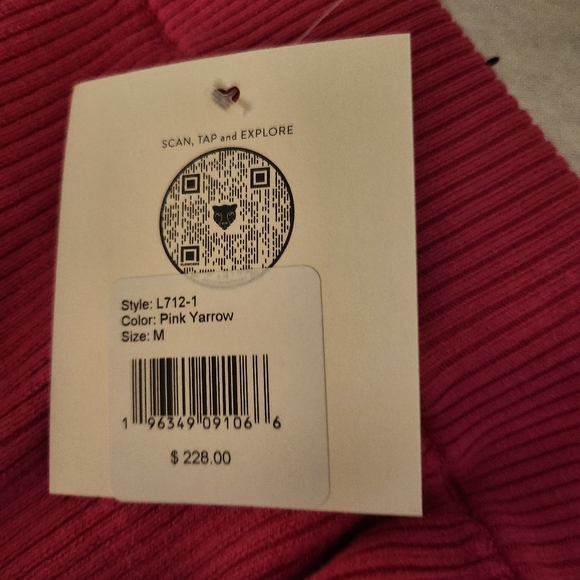 SCAN, TAP and EXPLORE
Style: L712-1
Color: Pink Yarrow
Size: M
1 96349 09106 6
$ 228.00